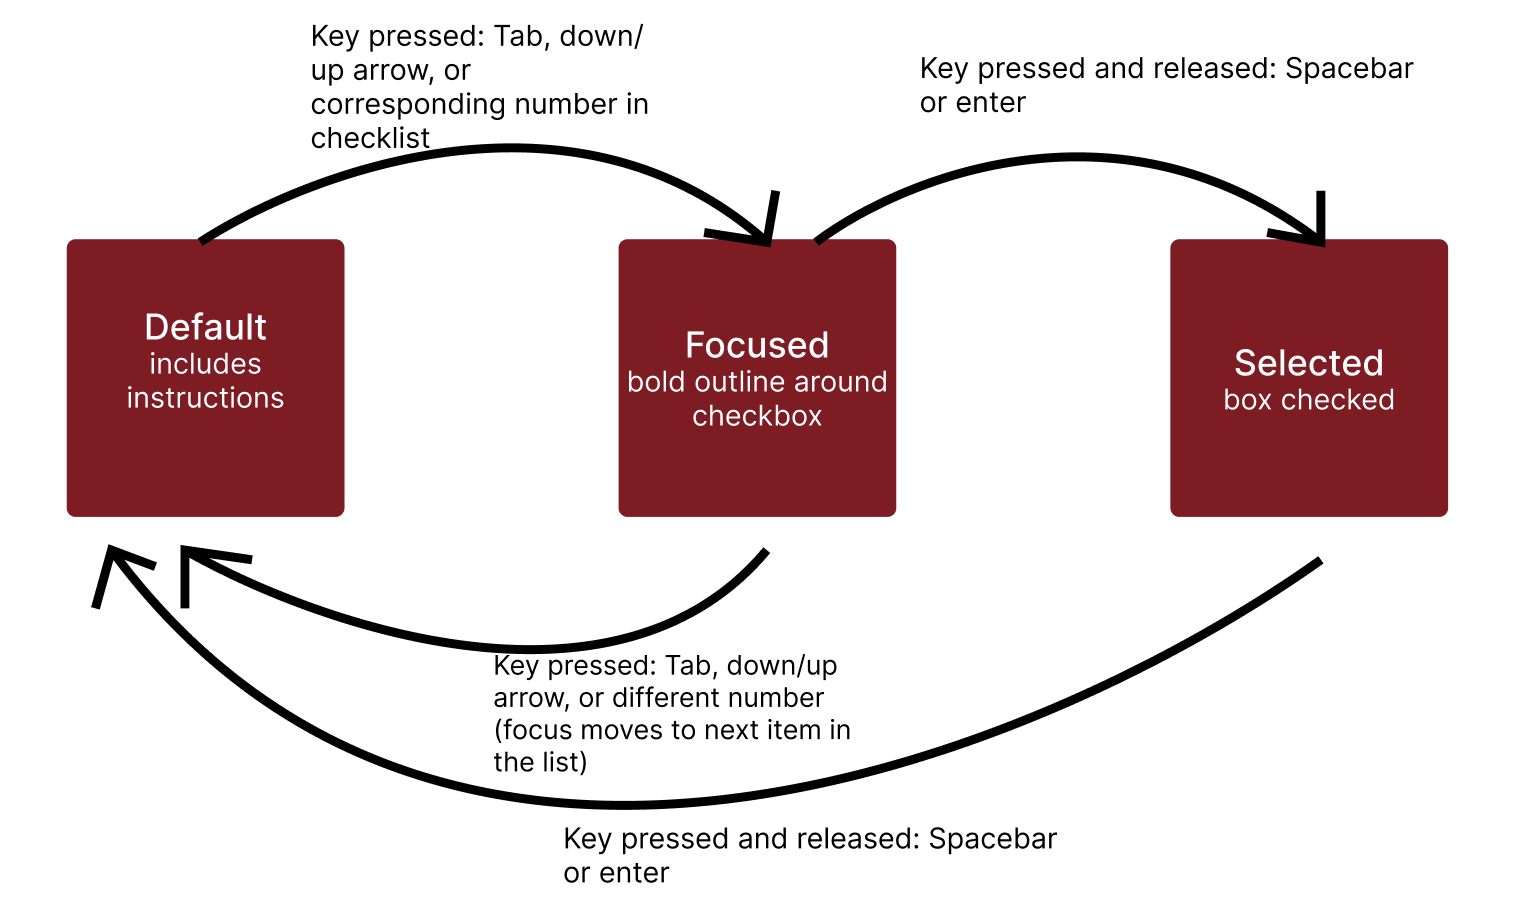 Key pressed: Tab, down/
up arrow, or
corresponding number in
checklist
Key pressed and released: Spacebar
or enter
Default
includes
instructions
Focused
bold outline around
checkbox
Selected
box checked
Key pressed: Tab, down/up
arrow, or different number
(focus moves to next item in
the list)
Key pressed and released: Spacebar
or enter